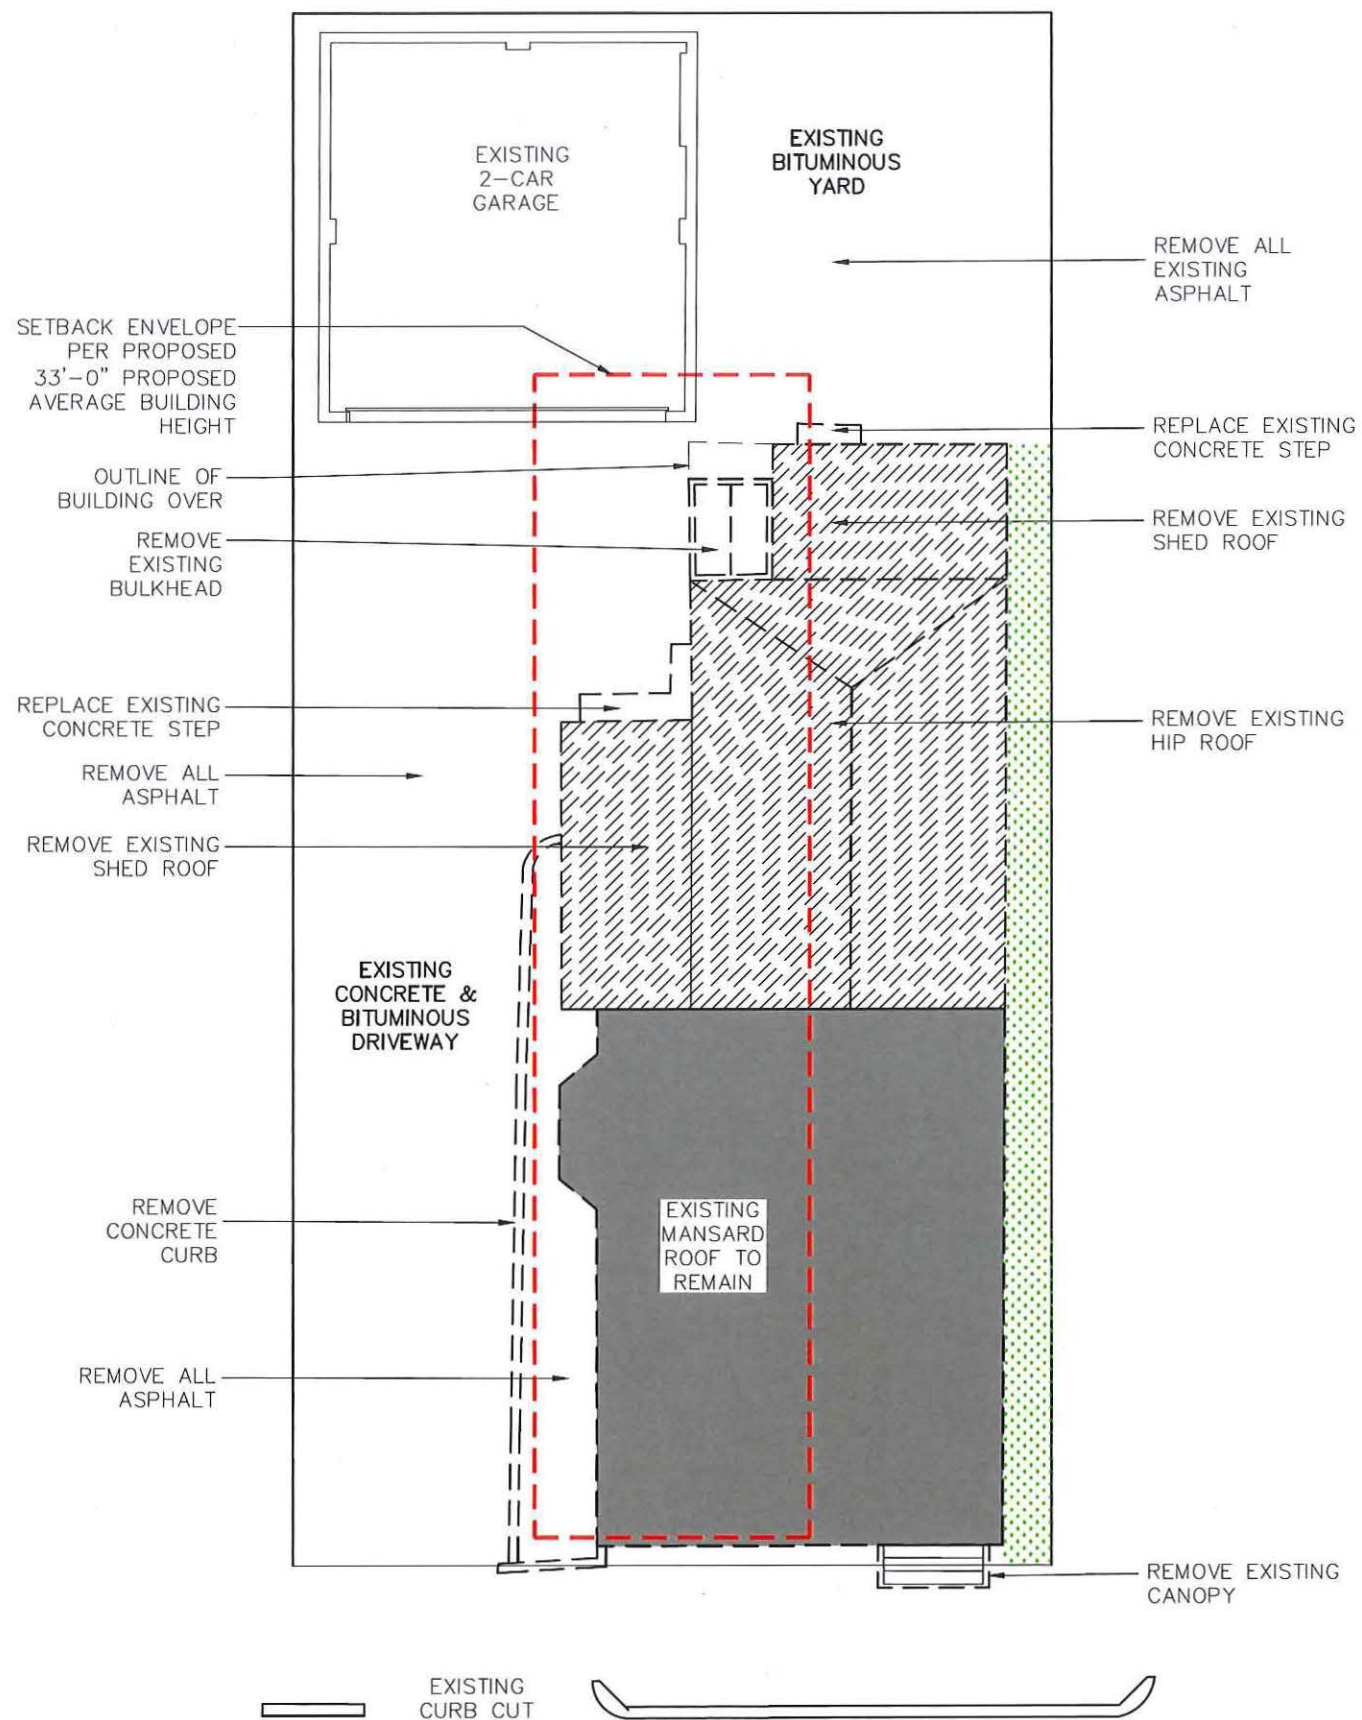 EXISTING
2-CAR
GARAGE
EXISTING
BITUMINOUS
YARD
REMOVE ALL
EXISTING
ASPHALT
SETBACK ENVELOPE
PER PROPOSED
33'-0" PROPOSED
AVERAGE BUILDING
HEIGHT
REPLACE EXISTING
CONCRETE STEP
OUTLINE OF
BUILDING OVER
REMOVE EXISTING
SHED ROOF
REMOVE
EXISTING
BULKHEAD
REPLACE EXISTING
CONCRETE STEP
REMOVE EXISTING
HIP ROOF
REMOVE ALL
ASPHALT
REMOVE EXISTING
SHED ROOF
EXISTING
CONCRETE &
BITUMINOUS
DRIVEWAY
REMOVE
CONCRETE
CURB
EXISTING
MANSARD
ROOF TO
REMAIN
REMOVE ALL
ASPHALT
REMOVE EXISTING
CANOPY
EXISTING
CURB CUT